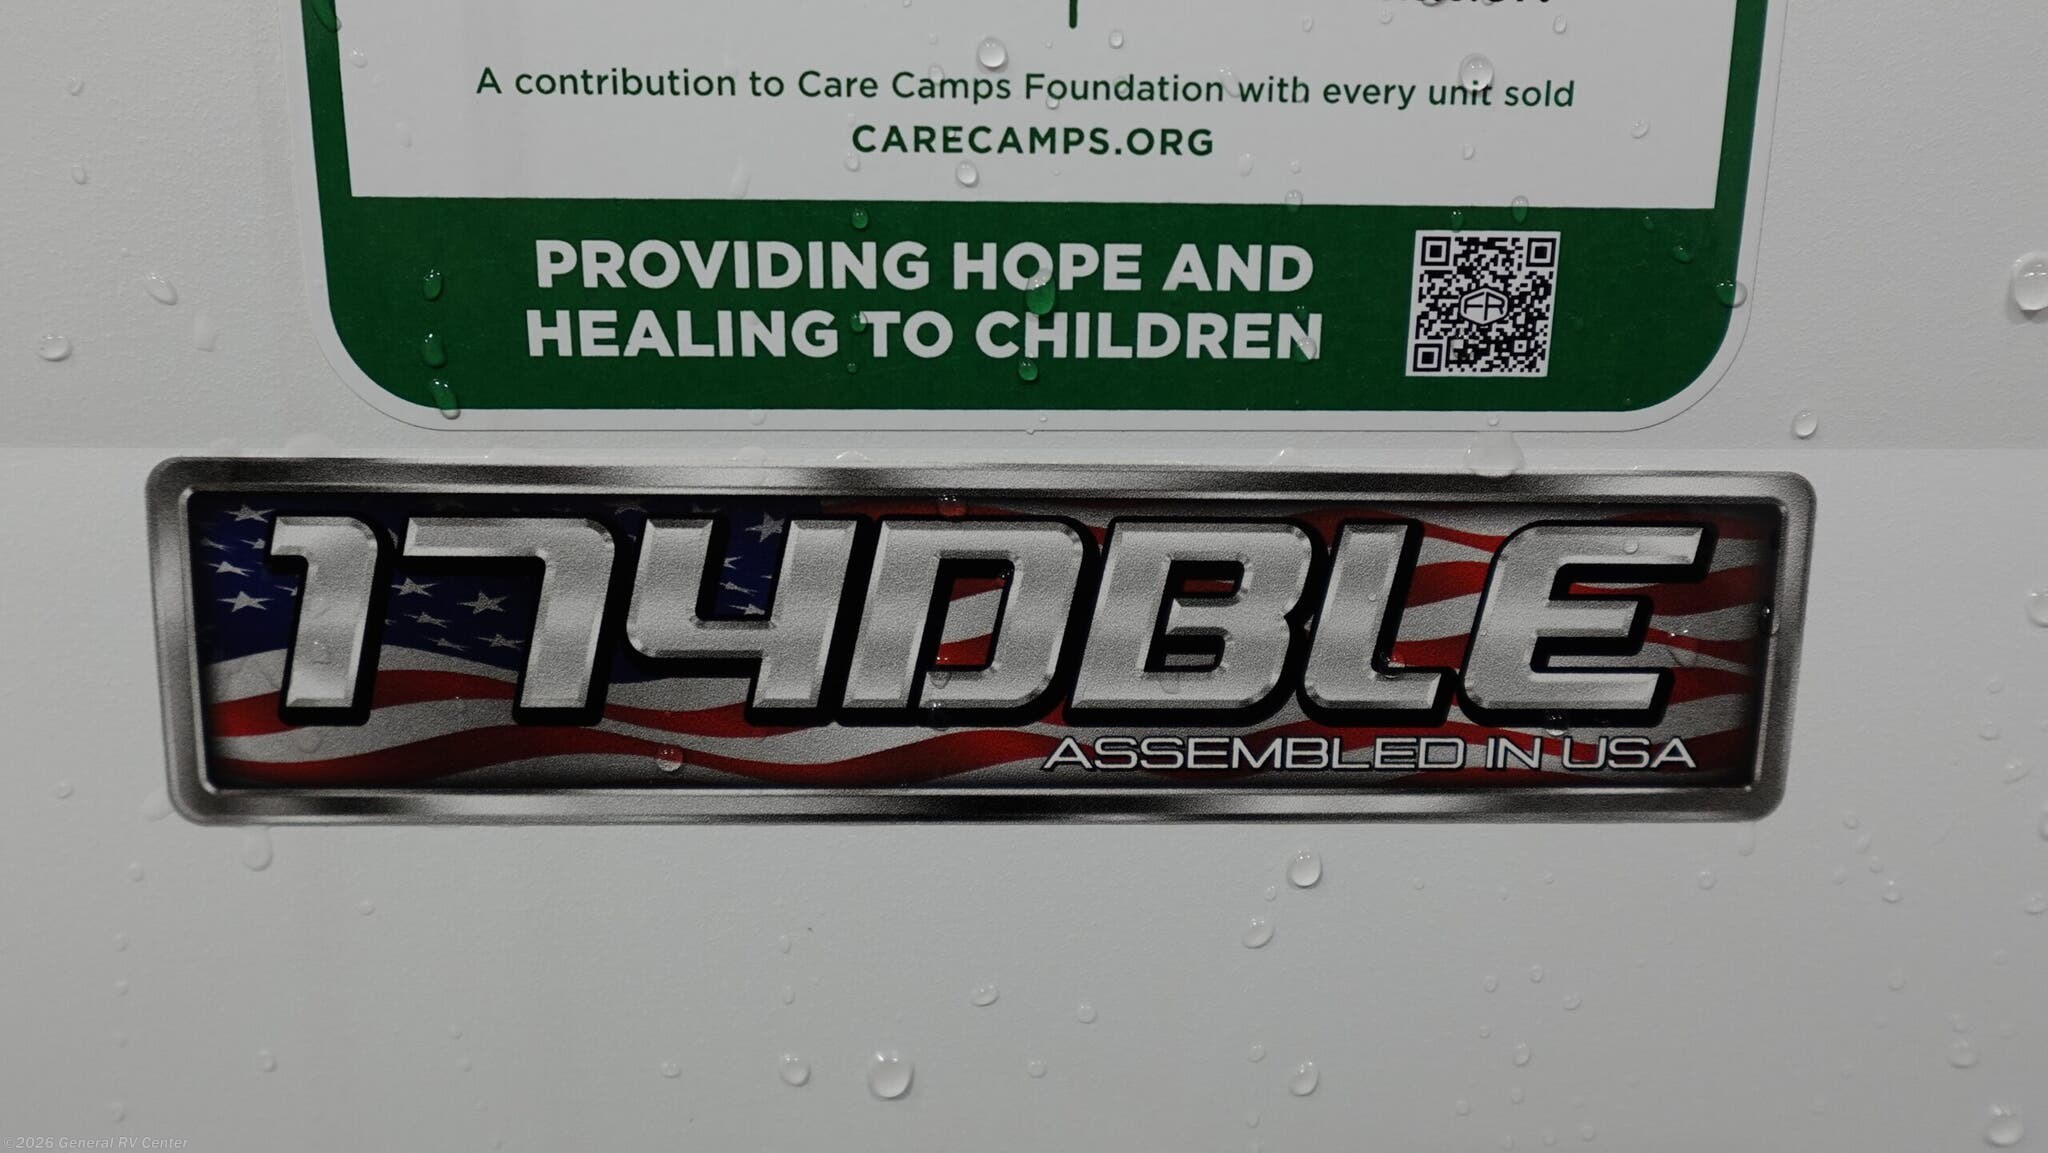 A contribution to Care Camps Foundation with every unit sold
CARECAMPS.ORG
PROVIDING HOPE AND
HEALING TO CHILDREN
FR
174DBLE
ASSEMBLED IN USA
©2026 General RV Center